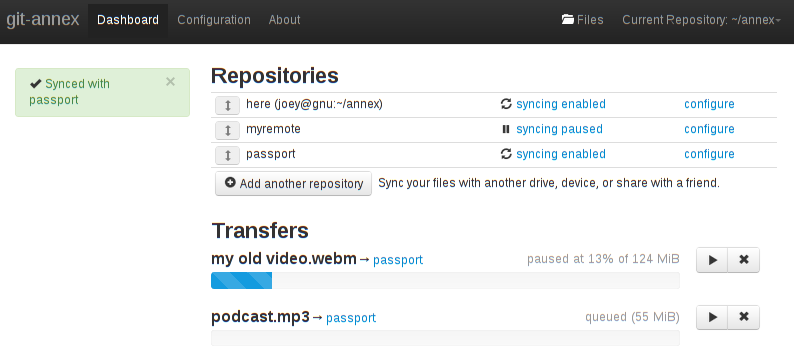 git-annex Dashboard Configuration About Files Current Repository: ~/annex
Synced with
passport
×
Repositories
here (joey@gnu:~/annex) syncing enabled configure
myremote syncing paused configure
passport syncing enabled configure
Add another repository Sync your files with another drive, device, or share with a friend.
Transfers
my old video.webm→passport paused at 13% of 124 MiB
podcast.mp3→passport queued (55 MiB)